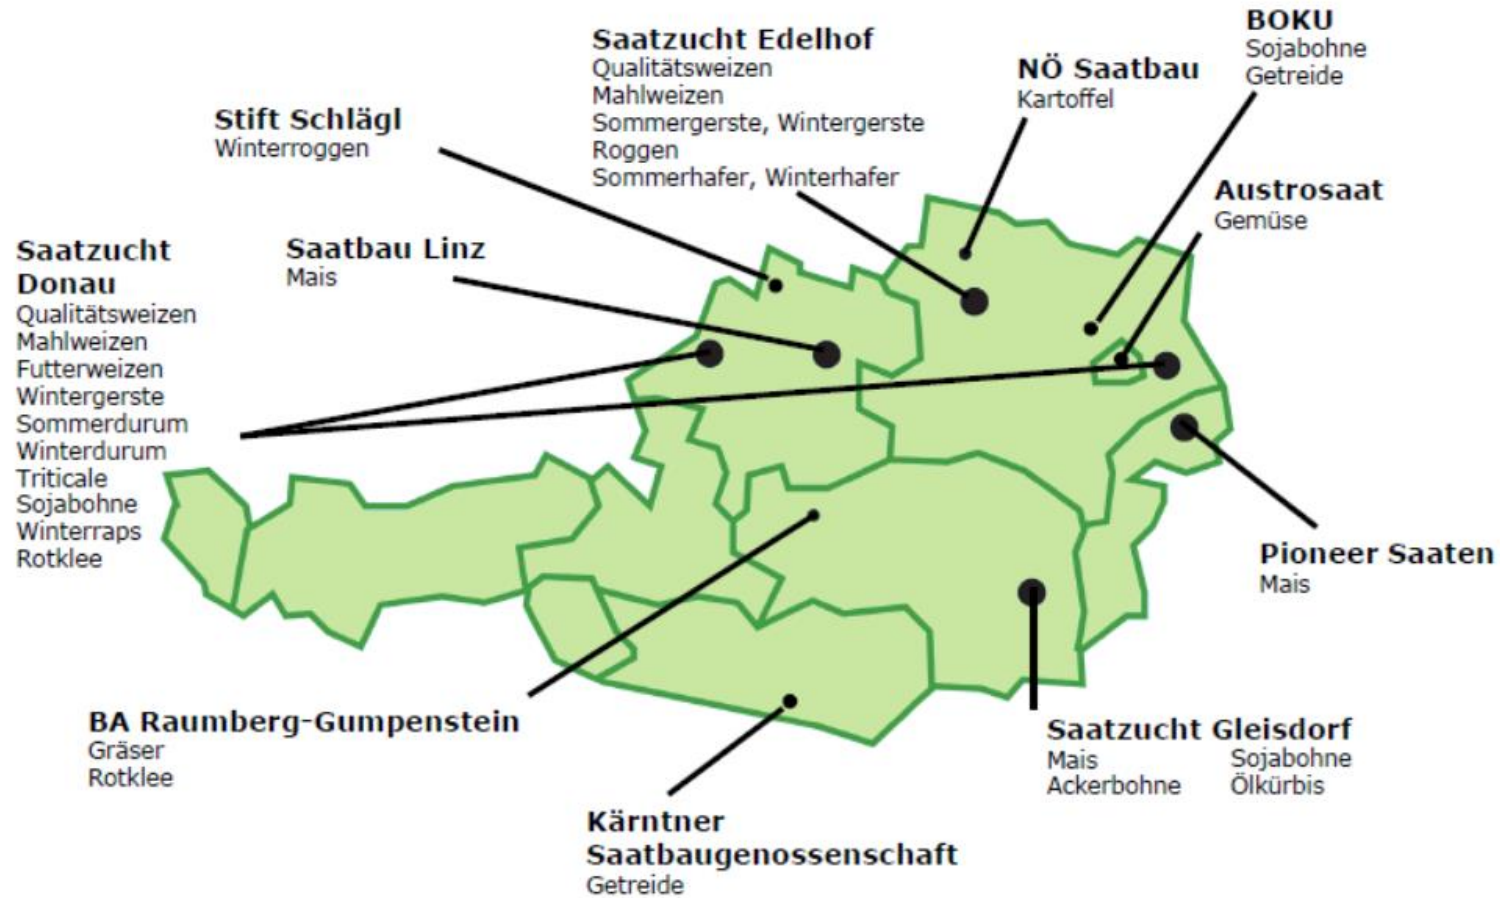 BOKU
Sojabohne
Getreide
Saatzucht Edelhof
Qualitätsweizen
Mahlweizen
Sommergerste, Wintergerste
Roggen
Sommerhafer, Winterhafer
NÖ Saatbau
Kartoffel
Stift Schlägl
Winterroggen
Austrosaat
Gemüse
Saatzucht
Donau
Qualitätsweizen
Mahlweizen
Futterweizen
Wintergerste
Sommerdurum
Winterdurum
Triticale
Sojabohne
Winterraps
Rotklee
Saatbau Linz
Mais
Pioneer Saaten
Mais
BA Raumberg-Gumpenstein
Gräser
Rotklee
Saatzucht Gleisdorf
Mais Sojabohne
Ackerbohne Ölkürbis
Kärntner
Saatbaugenossenschaft
Getreide